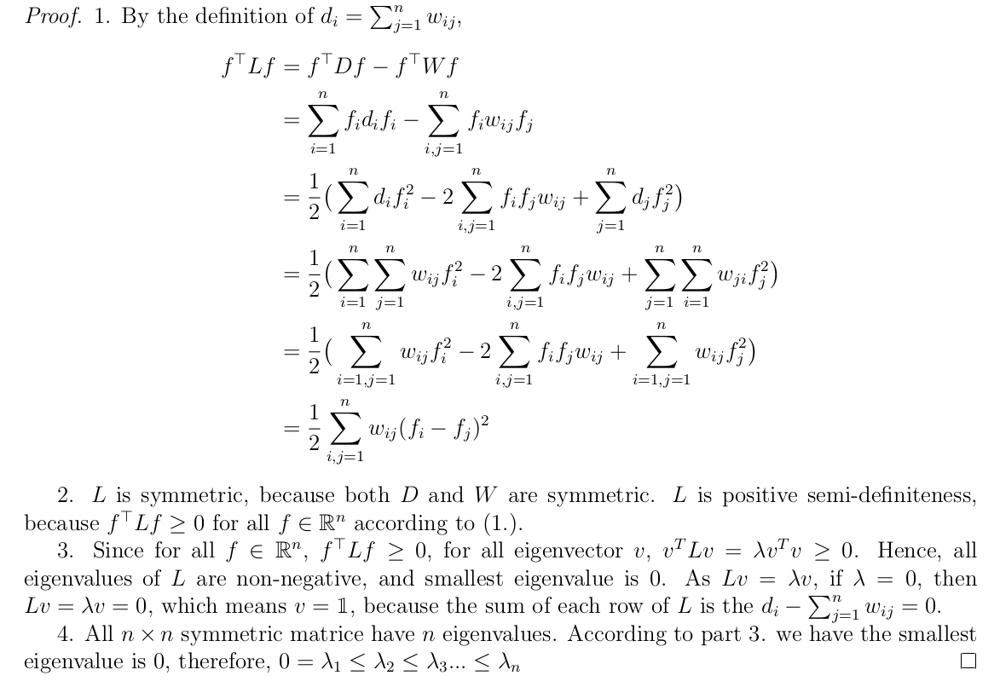 Proof. 1. By the definition of $d_i = \sum_{j=1}^{n} w_{ij}$,
$f^\top L f = f^\top D f - f^\top W f$
$= \sum_{i=1}^{n} f_i d_i f_i - \sum_{i,j=1}^{n} f_i w_{ij} f_j$
$= \frac{1}{2} \big( \sum_{i=1}^{n} d_i f_i^2 - 2 \sum_{i,j=1}^{n} f_i f_j w_{ij} + \sum_{j=1}^{n} d_j f_j^2 \big)$
$= \frac{1}{2} \big( \sum_{i=1}^{n} \sum_{j=1}^{n} w_{ij} f_i^2 - 2 \sum_{i,j=1}^{n} f_i f_j w_{ij} + \sum_{j=1}^{n} \sum_{i=1}^{n} w_{ji} f_j^2 \big)$
$= \frac{1}{2} \big( \sum_{i=1,j=1}^{n} w_{ij} f_i^2 - 2 \sum_{i,j=1}^{n} f_i f_j w_{ij} + \sum_{i=1,j=1}^{n} w_{ij} f_j^2 \big)$
$= \frac{1}{2} \sum_{i,j=1}^{n} w_{ij} (f_i - f_j)^2$
2. $L$ is symmetric, because both $D$ and $W$ are symmetric. $L$ is positive semi-definiteness,
because $f^\top L f \geq 0$ for all $f \in \mathbb{R}^n$ according to (1.).
3. Since for all $f \in \mathbb{R}^n$, $f^\top L f \geq 0$, for all eigenvector $v$, $v^T L v = \lambda v^T v \geq 0$. Hence, all
eigenvalues of $L$ are non-negative, and smallest eigenvalue is 0. As $Lv = \lambda v$, if $\lambda = 0$, then
$Lv = \lambda v = 0$, which means $v = \mathbb{1}$, because the sum of each row of $L$ is the $d_i - \sum_{j=1}^{n} w_{ij} = 0$.
4. All $n \times n$ symmetric matrice have $n$ eigenvalues. According to part 3. we have the smallest
eigenvalue is 0, therefore, $0 = \lambda_1 \leq \lambda_2 \leq \lambda_3 ... \leq \lambda_n$ □